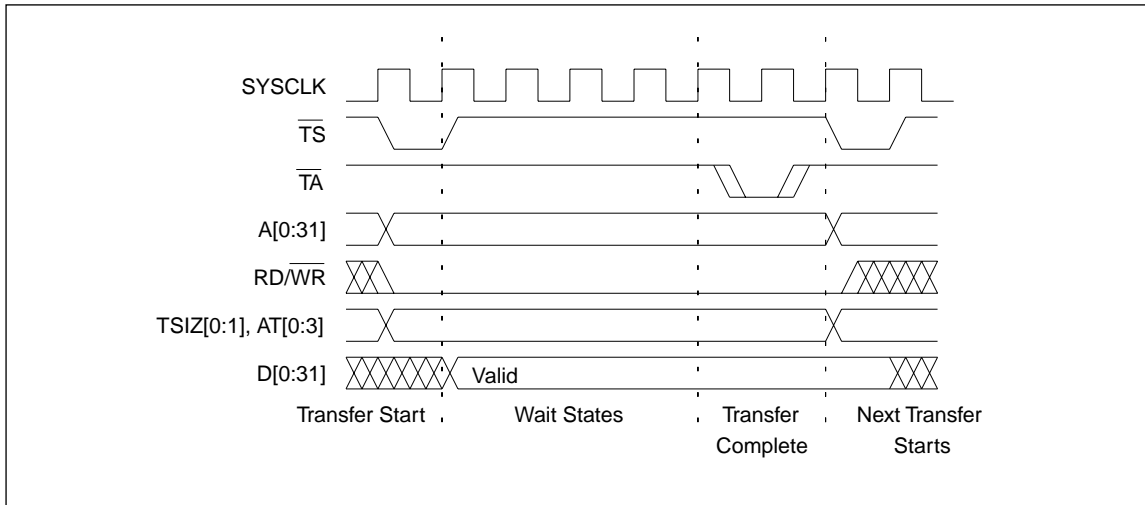 SYSCLK
TS
TA
A[0:31]
RD/WR
TSIZ[0:1], AT[0:3]
D[0:31]
Valid
Transfer Start
Wait States
Transfer
Complete
Next Transfer
Starts